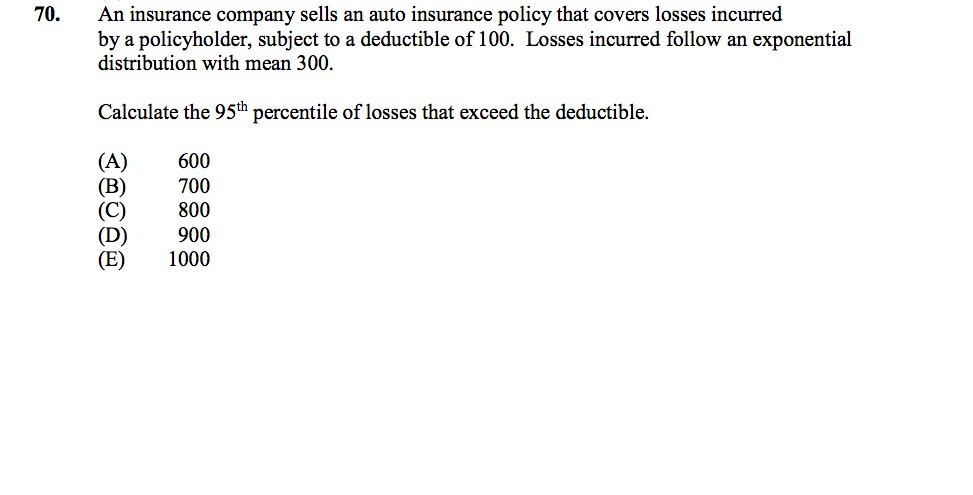 70. An insurance company sells an auto insurance policy that covers losses incurred
by a policyholder, subject to a deductible of 100. Losses incurred follow an exponential
distribution with mean 300.
Calculate the 95th percentile of losses that exceed the deductible.
(A) 600
(B) 700
(C) 800
(D) 900
(E) 1000